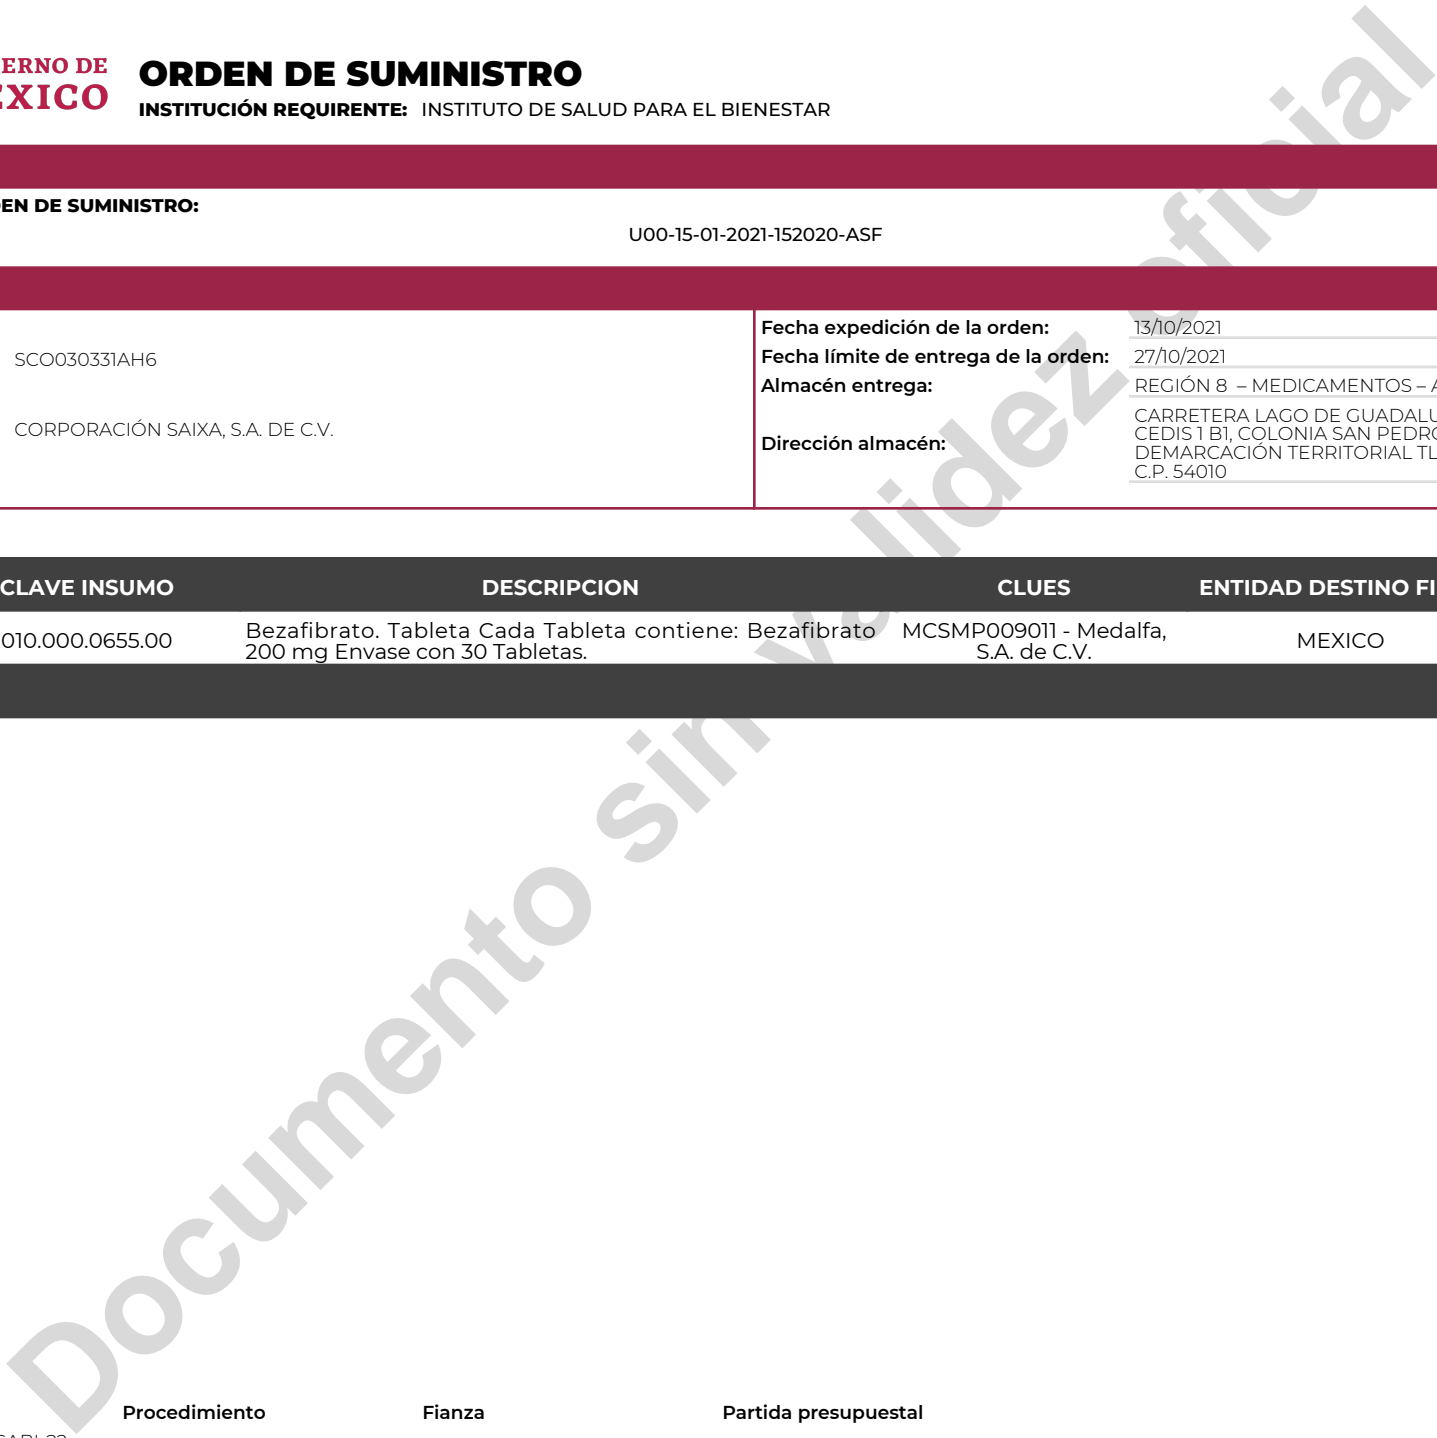 ERNO DE
EXICO
ORDEN DE SUMINISTRO
INSTITUCIÓN REQUIRENTE: INSTITUTO DE SALUD PARA EL BIENESTAR
EN DE SUMINISTRO:
U00-15-01-2021-152020-ASF
SCO030331AH6
CORPORACIÓN SAIXA, S.A. DE C.V.
Fecha expedición de la orden: 13/10/2021
Fecha límite de entrega de la orden: 27/10/2021
Almacén entrega: REGIÓN 8 – MEDICAMENTOS – A
Dirección almacén:
CARRETERA LAGO DE GUADALU
CEDIS 1 B1, COLONIA SAN PEDRO
DEMARCACIÓN TERRITORIAL TL
C.P. 54010
CLAVE INSUMO DESCRIPCION CLUES ENTIDAD DESTINO FI
010.000.0655.00
Bezafibrato. Tableta Cada Tableta contiene: Bezafibrato
200 mg Envase con 30 Tabletas.
MCSMP009011 - Medalfa,
S.A. de C.V.
MEXICO
Documento sin validez oficial
Procedimiento Fianza Partida presupuestal